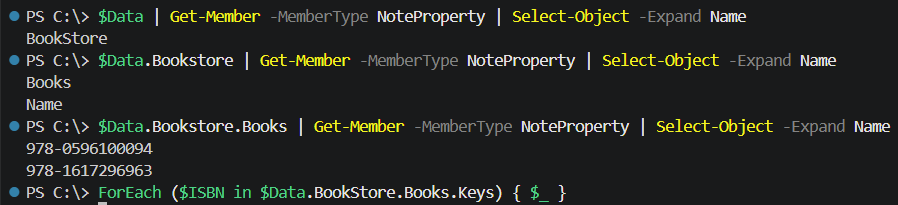 PS C:\> $Data | Get-Member -MemberType NoteProperty | Select-Object -Expand Name
BookStore
PS C:\> $Data.Bookstore | Get-Member -MemberType NoteProperty | Select-Object -Expand Name
Books
Name
PS C:\> $Data.Bookstore.Books | Get-Member -MemberType NoteProperty | Select-Object -Expand Name
978-0596100094
978-1617296963
PS C:\> ForEach ($ISBN in $Data.BookStore.Books.Keys) { $_ }